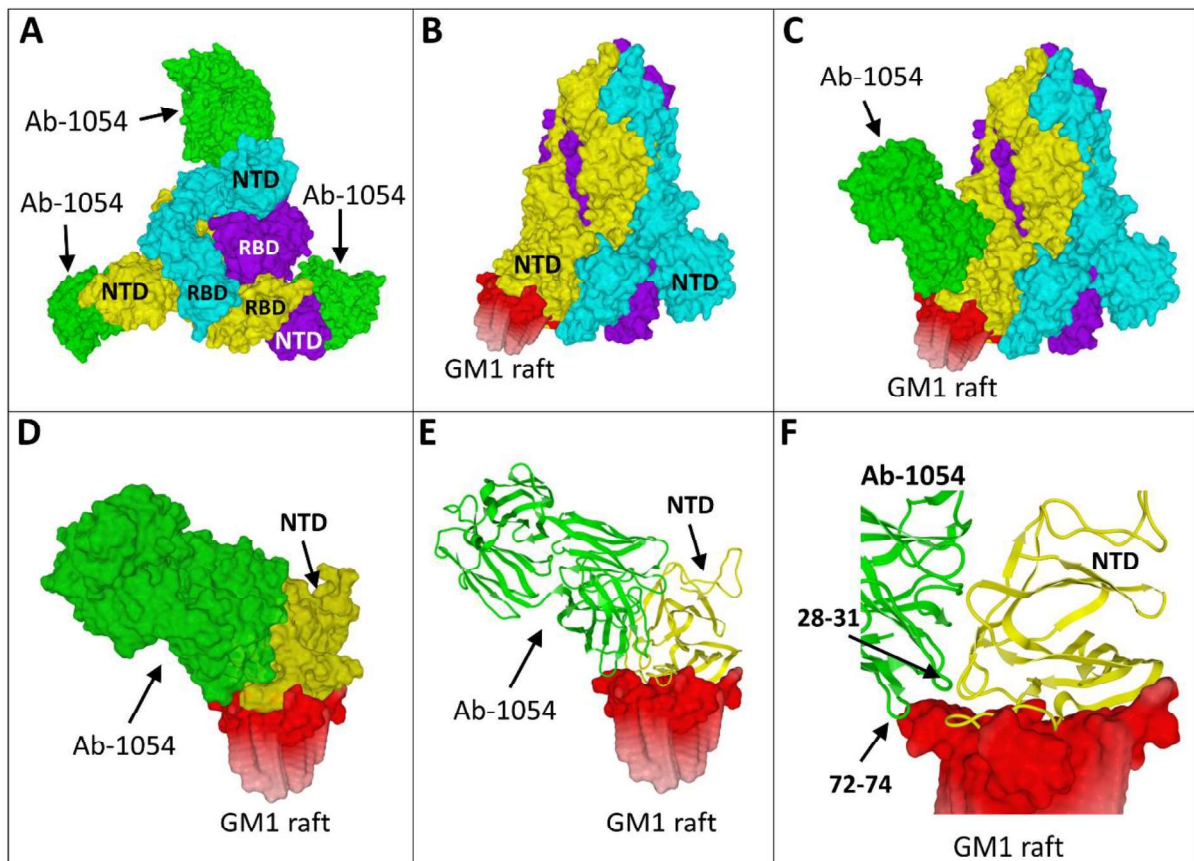 A
Ab-1054
NTD
Ab-1054
Ab-1054
RBD
NTD
RBD
RBD
NTD
B
NTD
NTD
GM1 raft
C
Ab-1054
GM1 raft
D
NTD
Ab-1054
GM1 raft
E
NTD
Ab-1054
GM1 raft
F
Ab-1054
NTD
28-31
72-74
GM1 raft